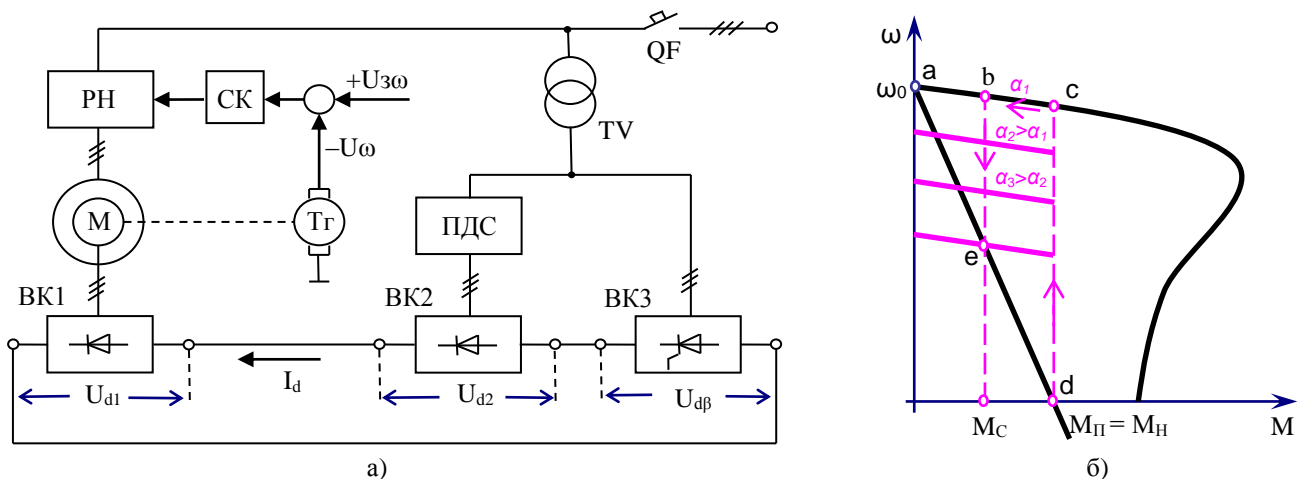 QF
РН
СК
+Uзω
–Uω
TV
М
Тг
ПДС
ВК1
ВК2
ВК3
Id
Ud1
Ud2
Udβ
а)
ω
ω0
a
b
α1
c
α2>α1
α3>α2
e
d
MС
MП = MН
M
б)